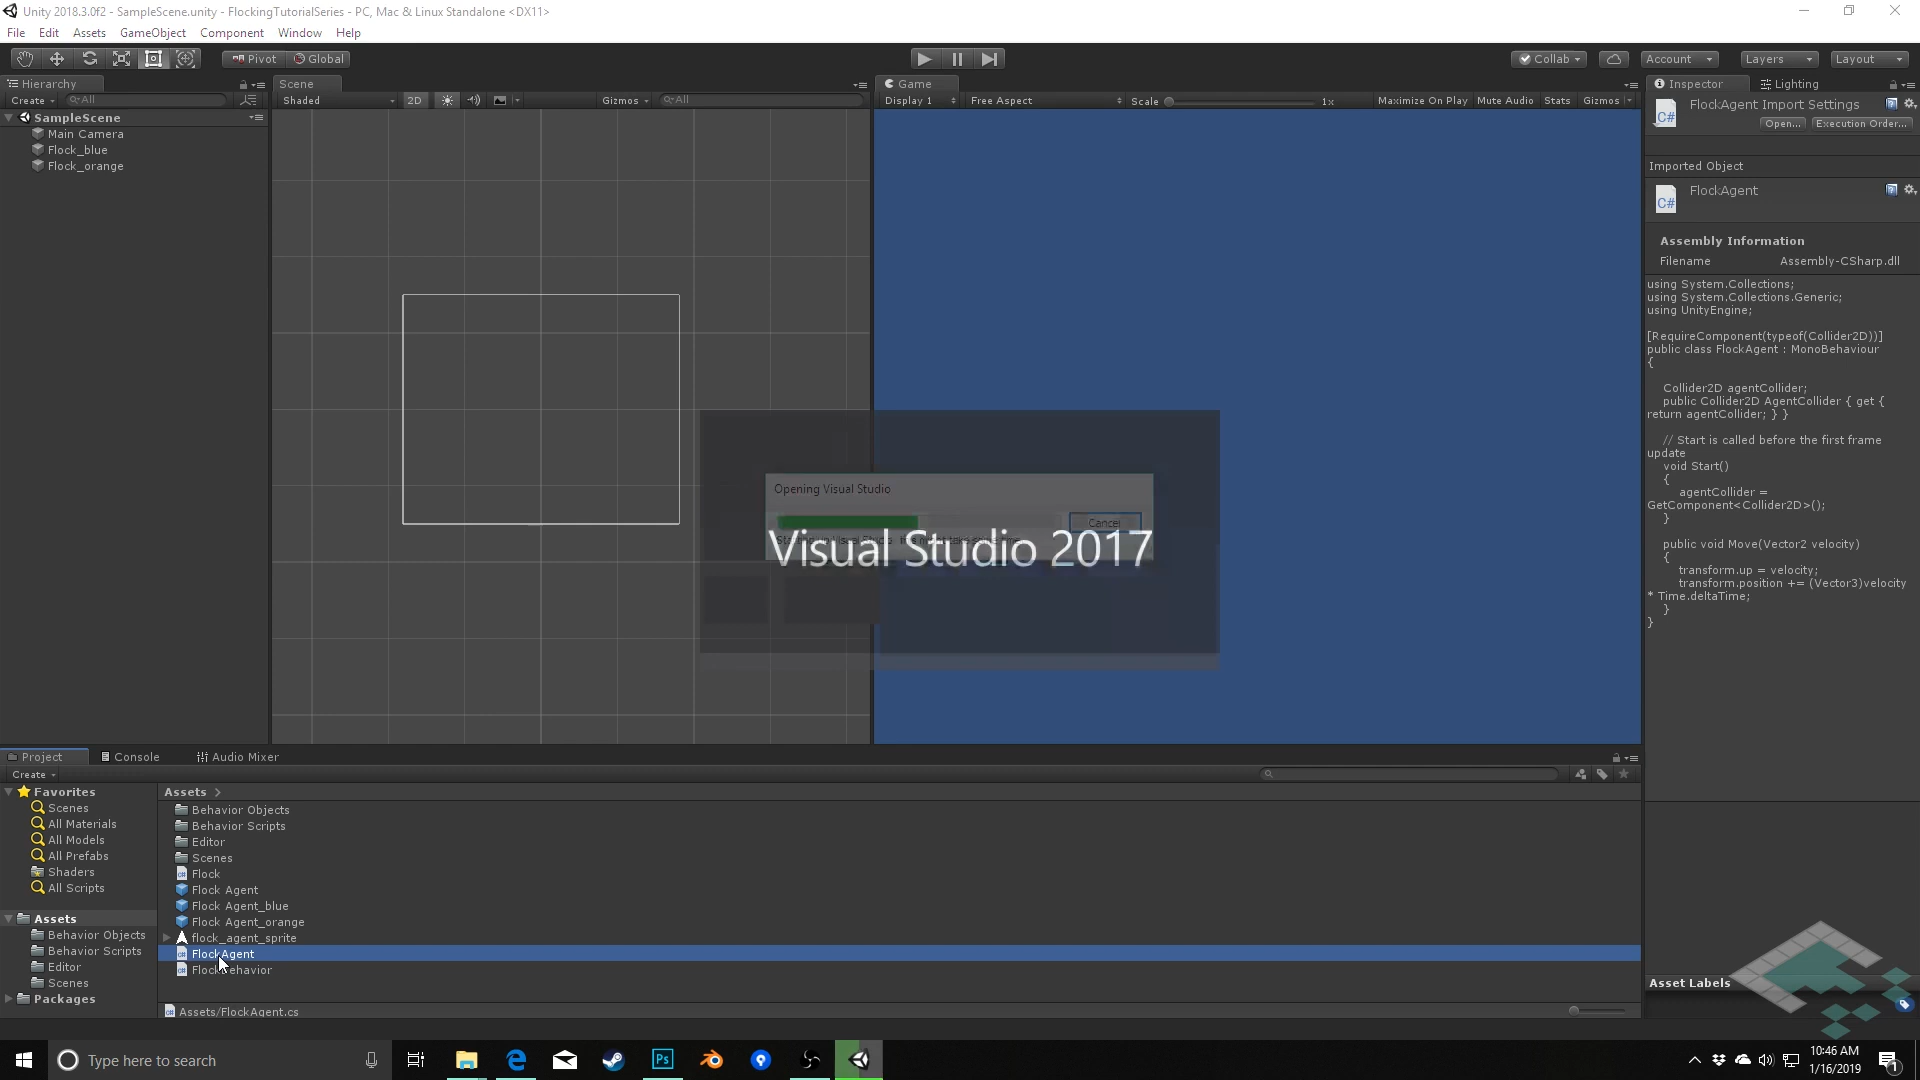 Unity 2018.3.0f2 - SampleScene.unity - FlockingTutorialSeries - PC, Mac & Linux Standalone <DX11>
File Edit Assets GameObject Component Window Help
Pivot Global Collab Account Layers Layout
Hierarchy Scene Game Inspector Lighting
Create All Shaded 2D Gizmos All Display 1 Free Aspect Scale 1x Maximize On Play Mute Audio Stats Gizmos
SampleScene
Main Camera
Flock_blue
Flock_orange
FlockAgent Import Settings
Open... Execution Order...
Imported Object
FlockAgent
C#
C#
Assembly Information
Filename Assembly-CSharp.dll
using System.Collections;
using System.Collections.Generic;
using UnityEngine;
[RequireComponent(typeof(Collider2D))]
public class FlockAgent : MonoBehaviour
{
Collider2D agentCollider;
public Collider2D AgentCollider { get {
return agentCollider; } }
// Start is called before the first frame
update
void Start()
{
agentCollider =
GetComponent<Collider2D>();
}
public void Move(Vector2 velocity)
{
transform.up = velocity;
transform.position += (Vector3)velocity
* Time.deltaTime;
}
}
Opening Visual Studio
Cancel
Visual Studio 2017
Project Console Audio Mixer
Create
Favorites
Scenes
All Materials
All Models
All Prefabs
Shaders
All Scripts
Assets
Behavior Objects
Behavior Scripts
Editor
Scenes
Packages
Assets
Behavior Objects
Behavior Scripts
Editor
Scenes
Flock
Flock Agent
Flock Agent_blue
Flock Agent_orange
flock_agent_sprite
FlockAgent
FlockBehavior
Assets/FlockAgent.cs
Asset Labels
Type here to search
Ps
10:46 AM
1/16/2019
1